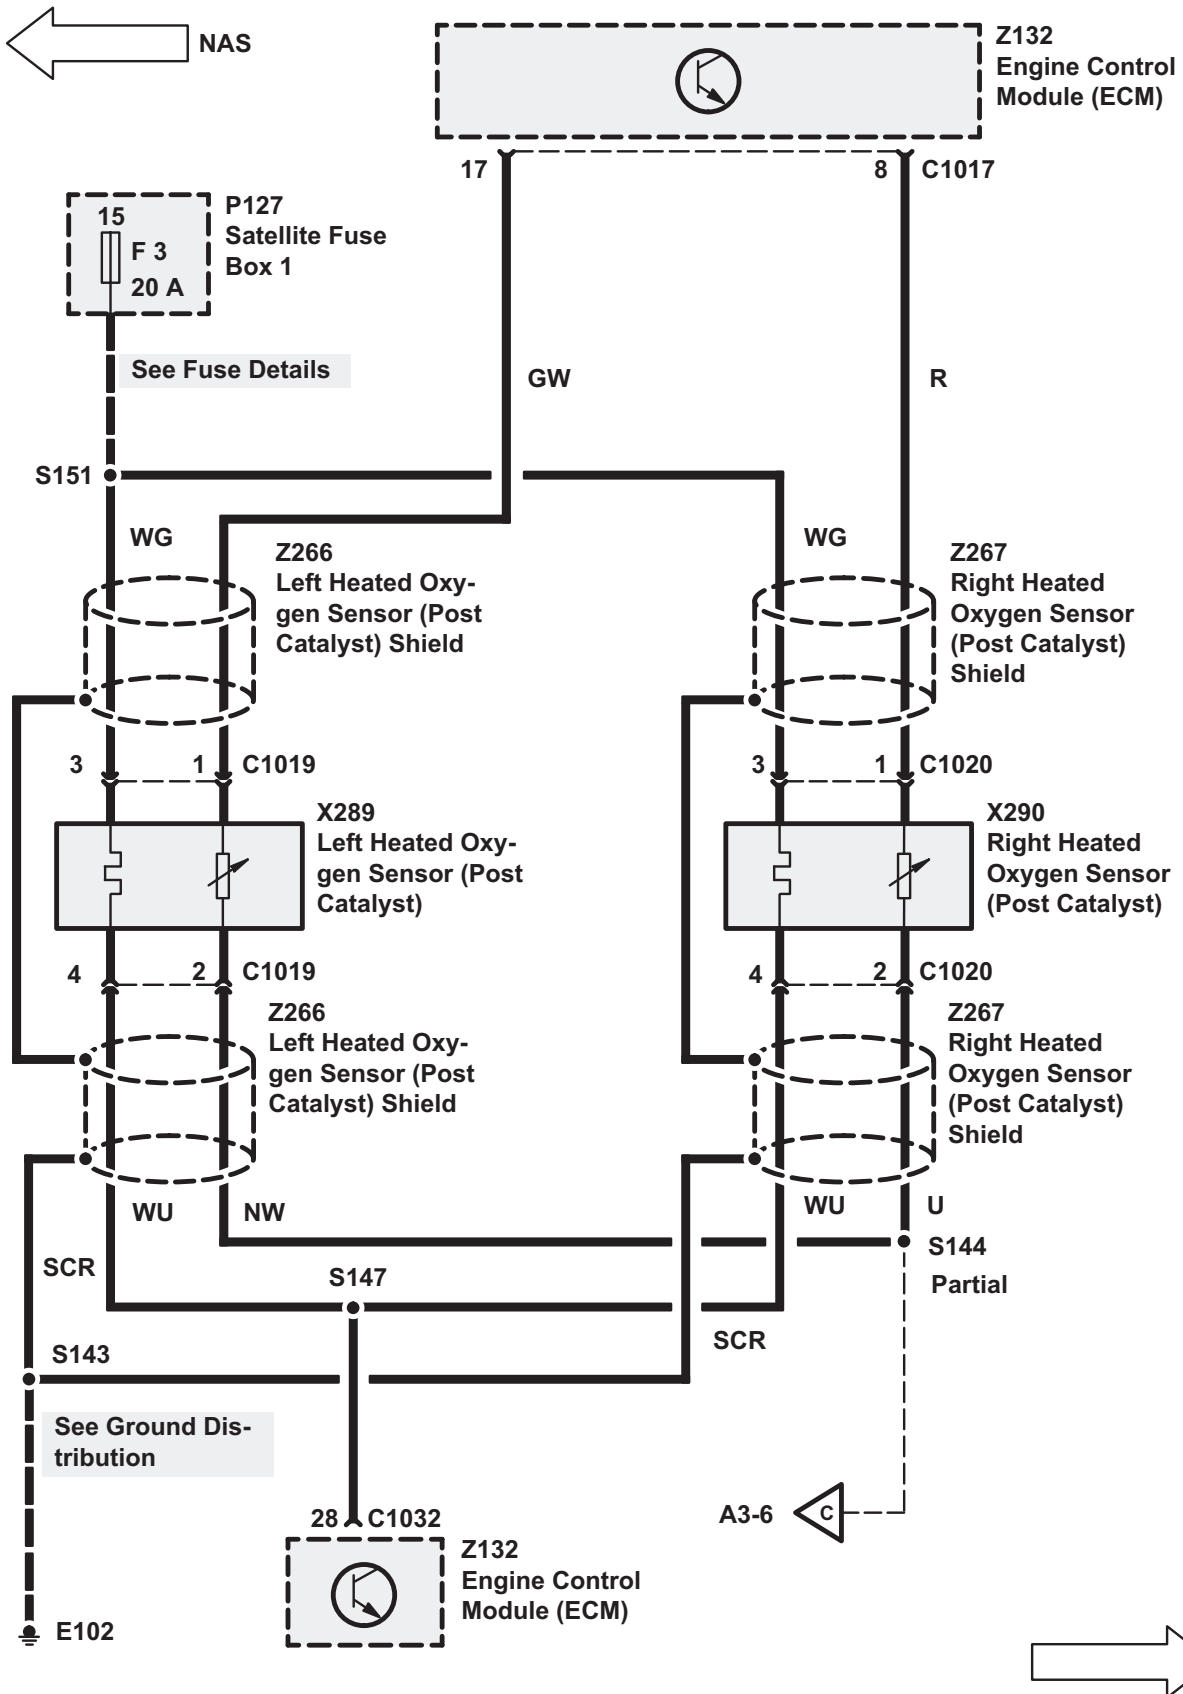 NAS
Z132
Engine Control
Module (ECM)
17
8
C1017
15
F 3
20 A
P127
Satellite Fuse
Box 1
See Fuse Details
GW
R
S151
WG
WG
Z266
Left Heated Oxy-
gen Sensor (Post
Catalyst) Shield
Z267
Right Heated
Oxygen Sensor
(Post Catalyst)
Shield
3
1
C1019
3
1
C1020
X289
Left Heated Oxy-
gen Sensor (Post
Catalyst)
X290
Right Heated
Oxygen Sensor
(Post Catalyst)
4
2
C1019
4
2
C1020
Z266
Left Heated Oxy-
gen Sensor (Post
Catalyst) Shield
Z267
Right Heated
Oxygen Sensor
(Post Catalyst)
Shield
WU
NW
WU
U
SCR
S147
S144
Partial
SCR
S143
See Ground Dis-
tribution
A3-6
C
28
C1032
Z132
Engine Control
Module (ECM)
E102